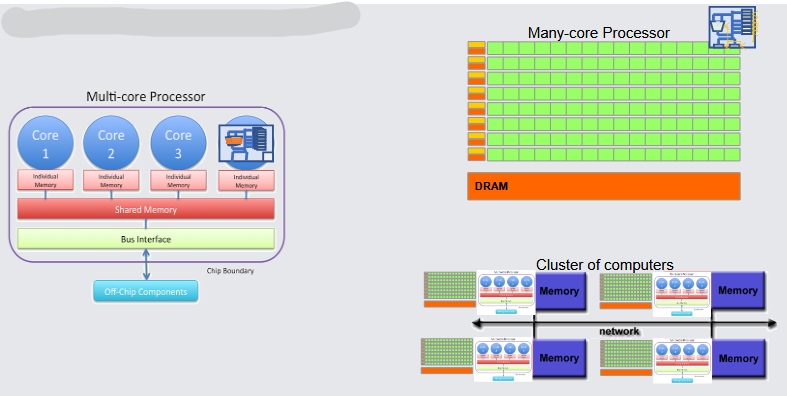 Many-core Processor
Multi-core Processor
Core 1
Core 2
Core 3
Individual Memory
Individual Memory
Individual Memory
Individual Memory
Shared Memory
Bus Interface
Chip Boundary
Off-Chip Components
DRAM
Cluster of computers
Memory
Memory
network
Memory
Memory